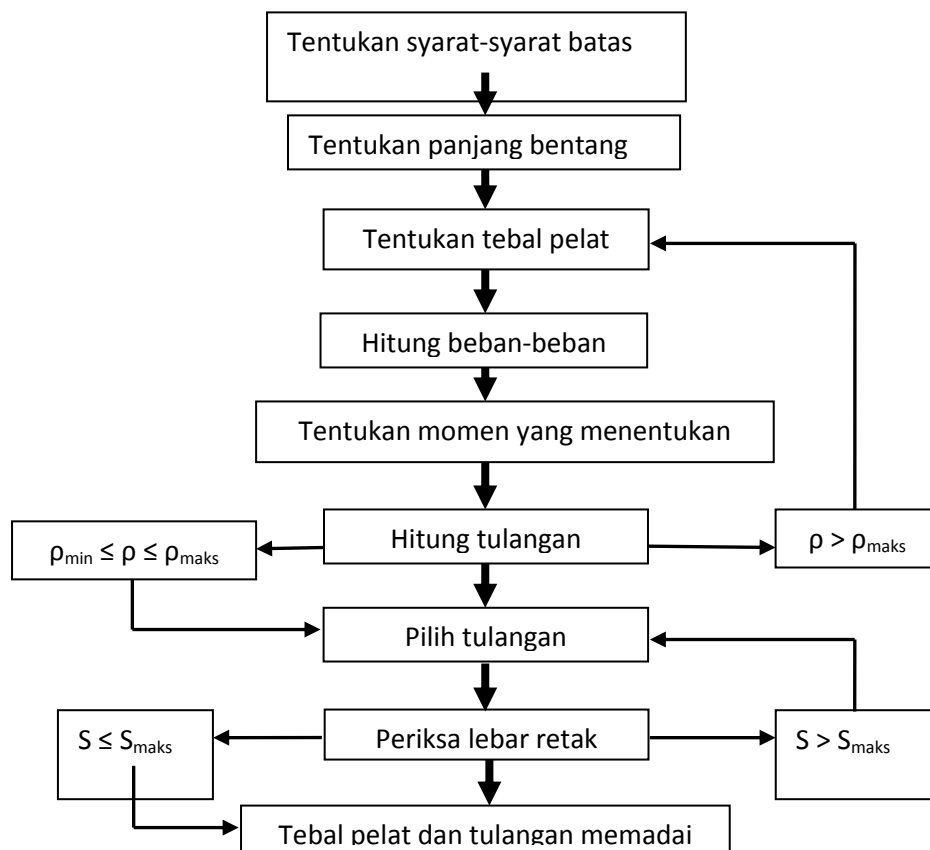 Tentukan syarat-syarat batas
Tentukan panjang bentang
Tentukan tebal pelat
Hitung beban-beban
Tentukan momen yang menentukan
ρmin ≤ ρ ≤ ρmaks
Hitung tulangan
ρ > ρmaks
Pilih tulangan
S ≤ Smaks
Periksa lebar retak
S > Smaks
Tebal pelat dan tulangan memadai